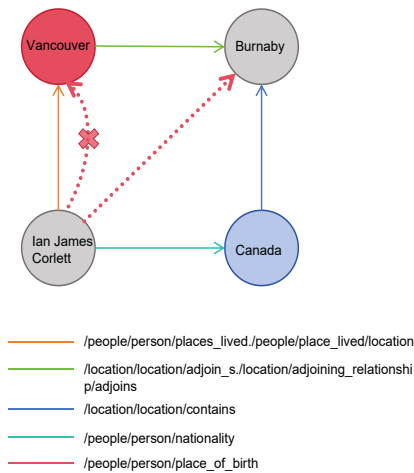 Vancouver
Burnaby
Ian James
Corlett
Canada
/people/person/places_lived./people/place_lived/location
/location/location/adjoin_s./location/adjoining_relationshi
p/adjoins
/location/location/contains
/people/person/nationality
/people/person/place_of_birth